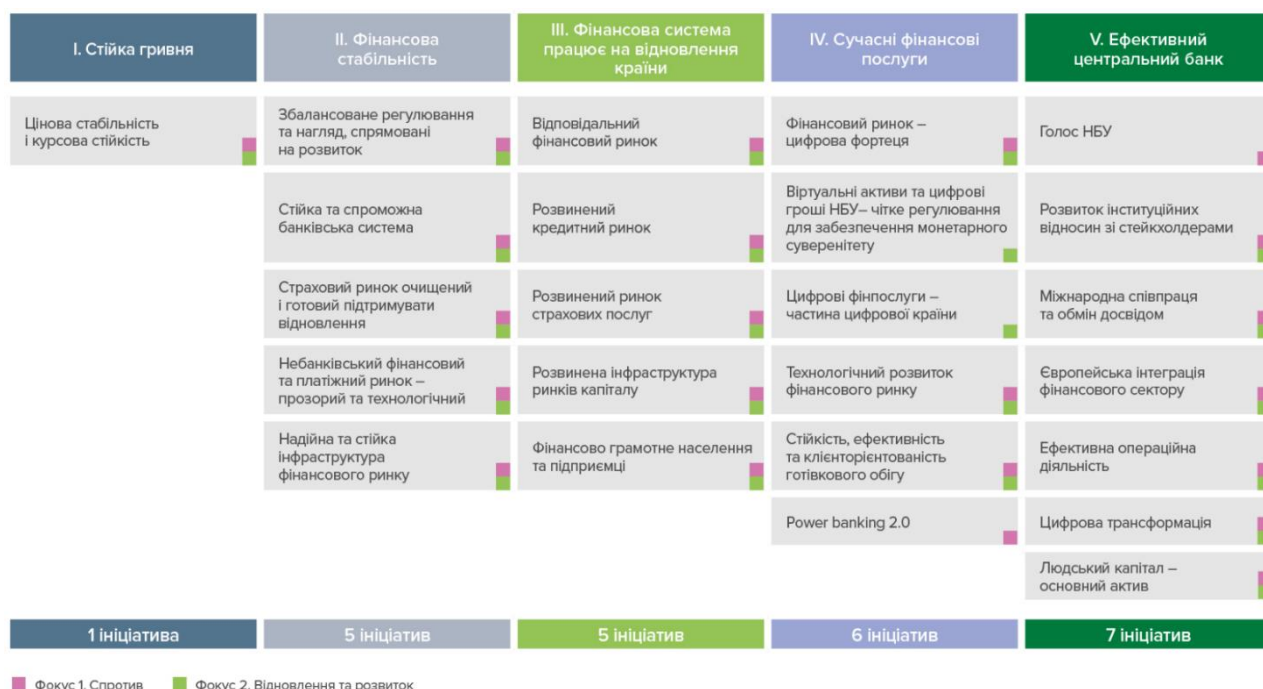 I. Стійка гривня
II. Фінансова
стабільність
III. Фінансова система
працює на відновлення
країни
IV. Сучасні фінансові
послуги
V. Ефективний
центральний банк
Цінова стабільність
і курсова стійкість
Збалансоване регулювання
та нагляд, спрямовані
на розвиток
Відповідальний
фінансовий ринок
Фінансовий ринок –
цифрова фортеця
Голос НБУ
Стійка та спроможна
банківська система
Розвинений
кредитний ринок
Віртуальні активи та цифрові
гроші НБУ– чітке регулювання
для забезпечення монетарного
суверенітету
Розвиток інституційних
відносин зі стейкхолдерами
Страховий ринок очищений
і готовий підтримувати
відновлення
Розвинений ринок
страхових послуг
Цифрові фінпослуги –
частина цифрової країни
Міжнародна співпраця
та обмін досвідом
Небанківський фінансовий
та платіжний ринок –
прозорий та технологічний
Розвинена інфраструктура
ринків капіталу
Технологічний розвиток
фінансового ринку
Європейська інтеграція
фінансового сектору
Надійна та стійка
інфраструктура
фінансового ринку
Фінансово грамотне населення
та підприємці
Стійкість, ефективність
та клієнторієнтованість
готівкового обігу
Ефективна операційна
діяльність
Power banking 2.0
Цифрова трансформація
Людський капітал –
основний актив
1 ініціатива
5 ініціатив
5 ініціатив
6 ініціатив
7 ініціатив
Фокус 1. Спротив
Фокус 2. Відновлення та розвиток